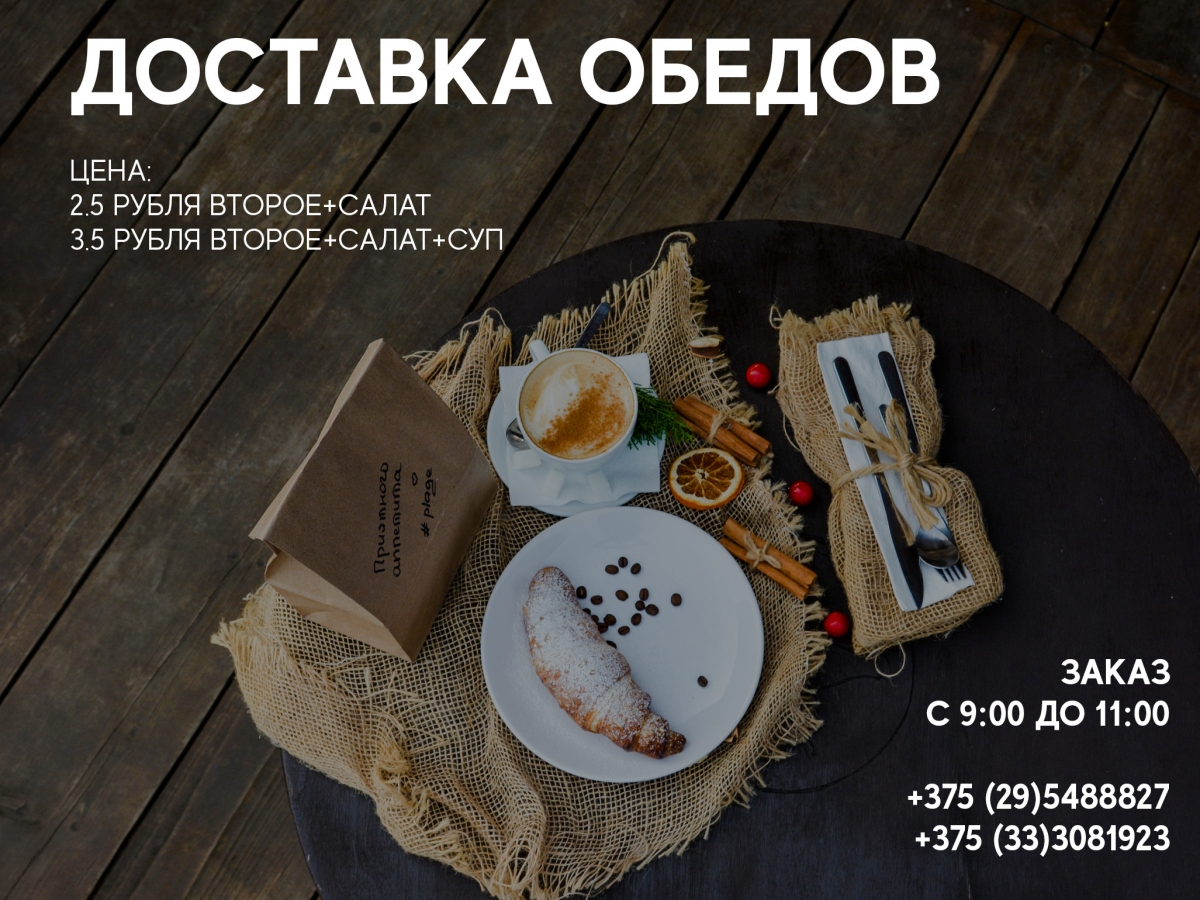 ДОСТАВКА ОБЕДОВ
ЦЕНА:
2.5 РУБЛЯ ВТОРОЕ+САЛАТ
3.5 РУБЛЯ ВТОРОЕ+САЛАТ+СУП
Приятного
аппетита
# plage
ЗАКАЗ
С 9:00 ДО 11:00
+375 (29)5488827
+375 (33)3081923